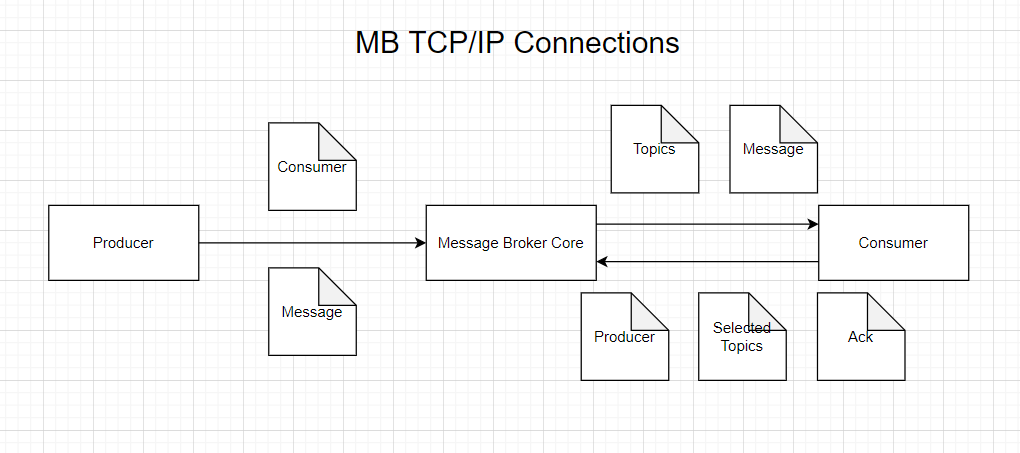 MB TCP/IP Connections
Consumer
Topics
Message
Producer
Message Broker Core
Consumer
Message
Producer
Selected
Topics
Ack